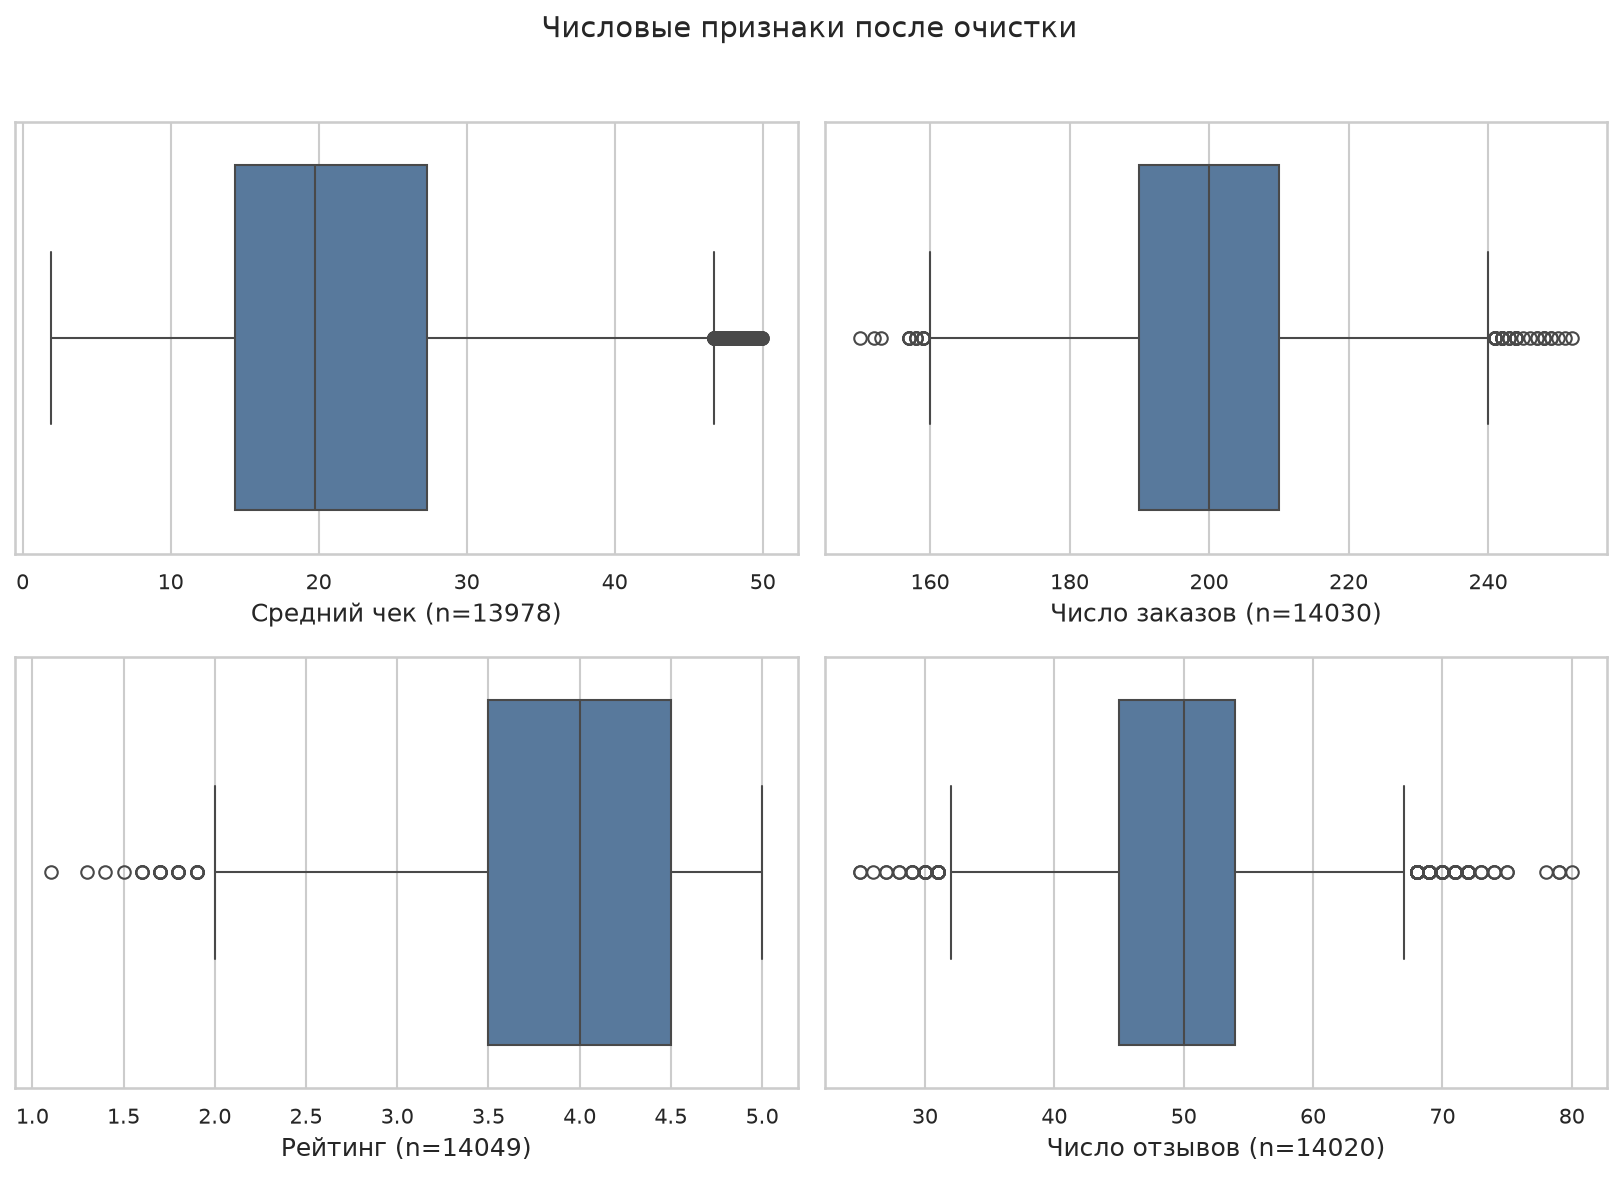 Числовые признаки после очистки
0 10 20 30 40 50
Средний чек (n=13978)
160 180 200 220 240
Число заказов (n=14030)
1.0 1.5 2.0 2.5 3.0 3.5 4.0 4.5 5.0
Рейтинг (n=14049)
30 40 50 60 70 80
Число отзывов (n=14020)